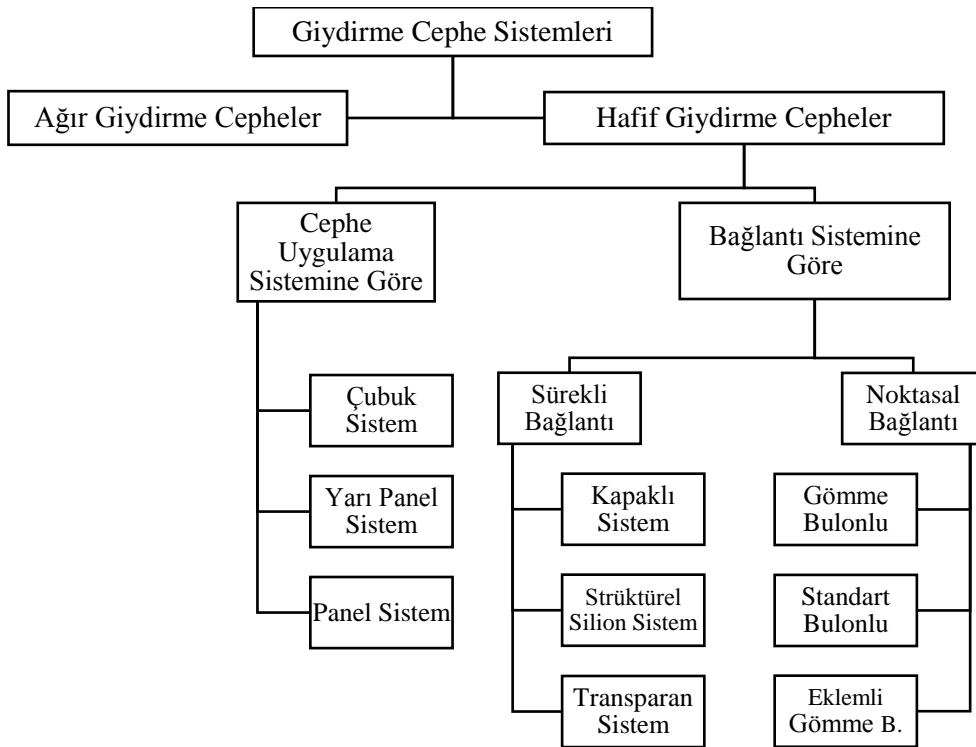 Giydirme Cephe Sistemleri
Ağır Giydirme Cepheler
Hafif Giydirme Cepheler
Cephe
Uygulama
Sistemine Göre
Bağlantı Sistemine
Göre
Çubuk
Sistem
Yarı Panel
Sistem
Panel Sistem
Sürekli
Bağlantı
Kapaklı
Sistem
Strüktürel
Silion Sistem
Transparan
Sistem
Noktasal
Bağlantı
Gömme
Bulonlu
Standart
Bulonlu
Eklemli
Gömme B.